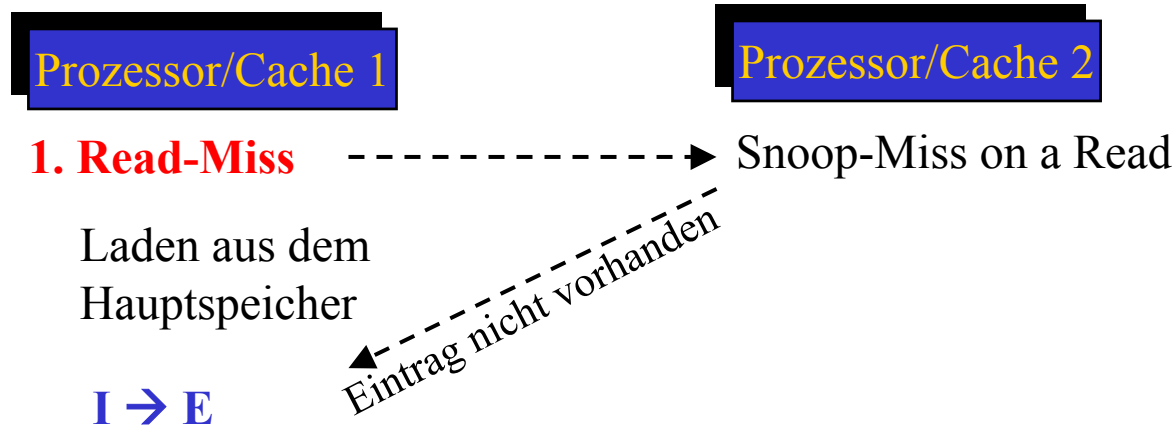 Prozessor/Cache 1
Prozessor/Cache 2
1. Read-Miss
Snoop-Miss on a Read
Laden aus dem
Hauptspeicher
Eintrag nicht vorhanden
I → E